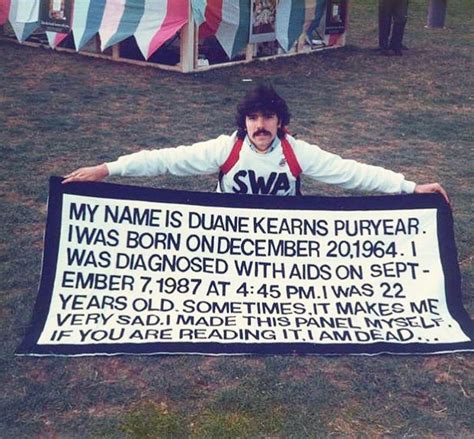 SWA
MY NAME IS DUANE KEARNS PURYEAR.
I WAS BORN ON DECEMBER 20,1964. I
WAS DIAGNOSED WITH AIDS ON SEPT-
EMBER 7,1987 AT 4:45 P.M. I WAS 22
YEARS OLD. SOMETIMES, IT MAKES ME
VERY SAD. I MADE THIS PANEL MYSELF.
IF YOU ARE READING IT, I AM DEAD...